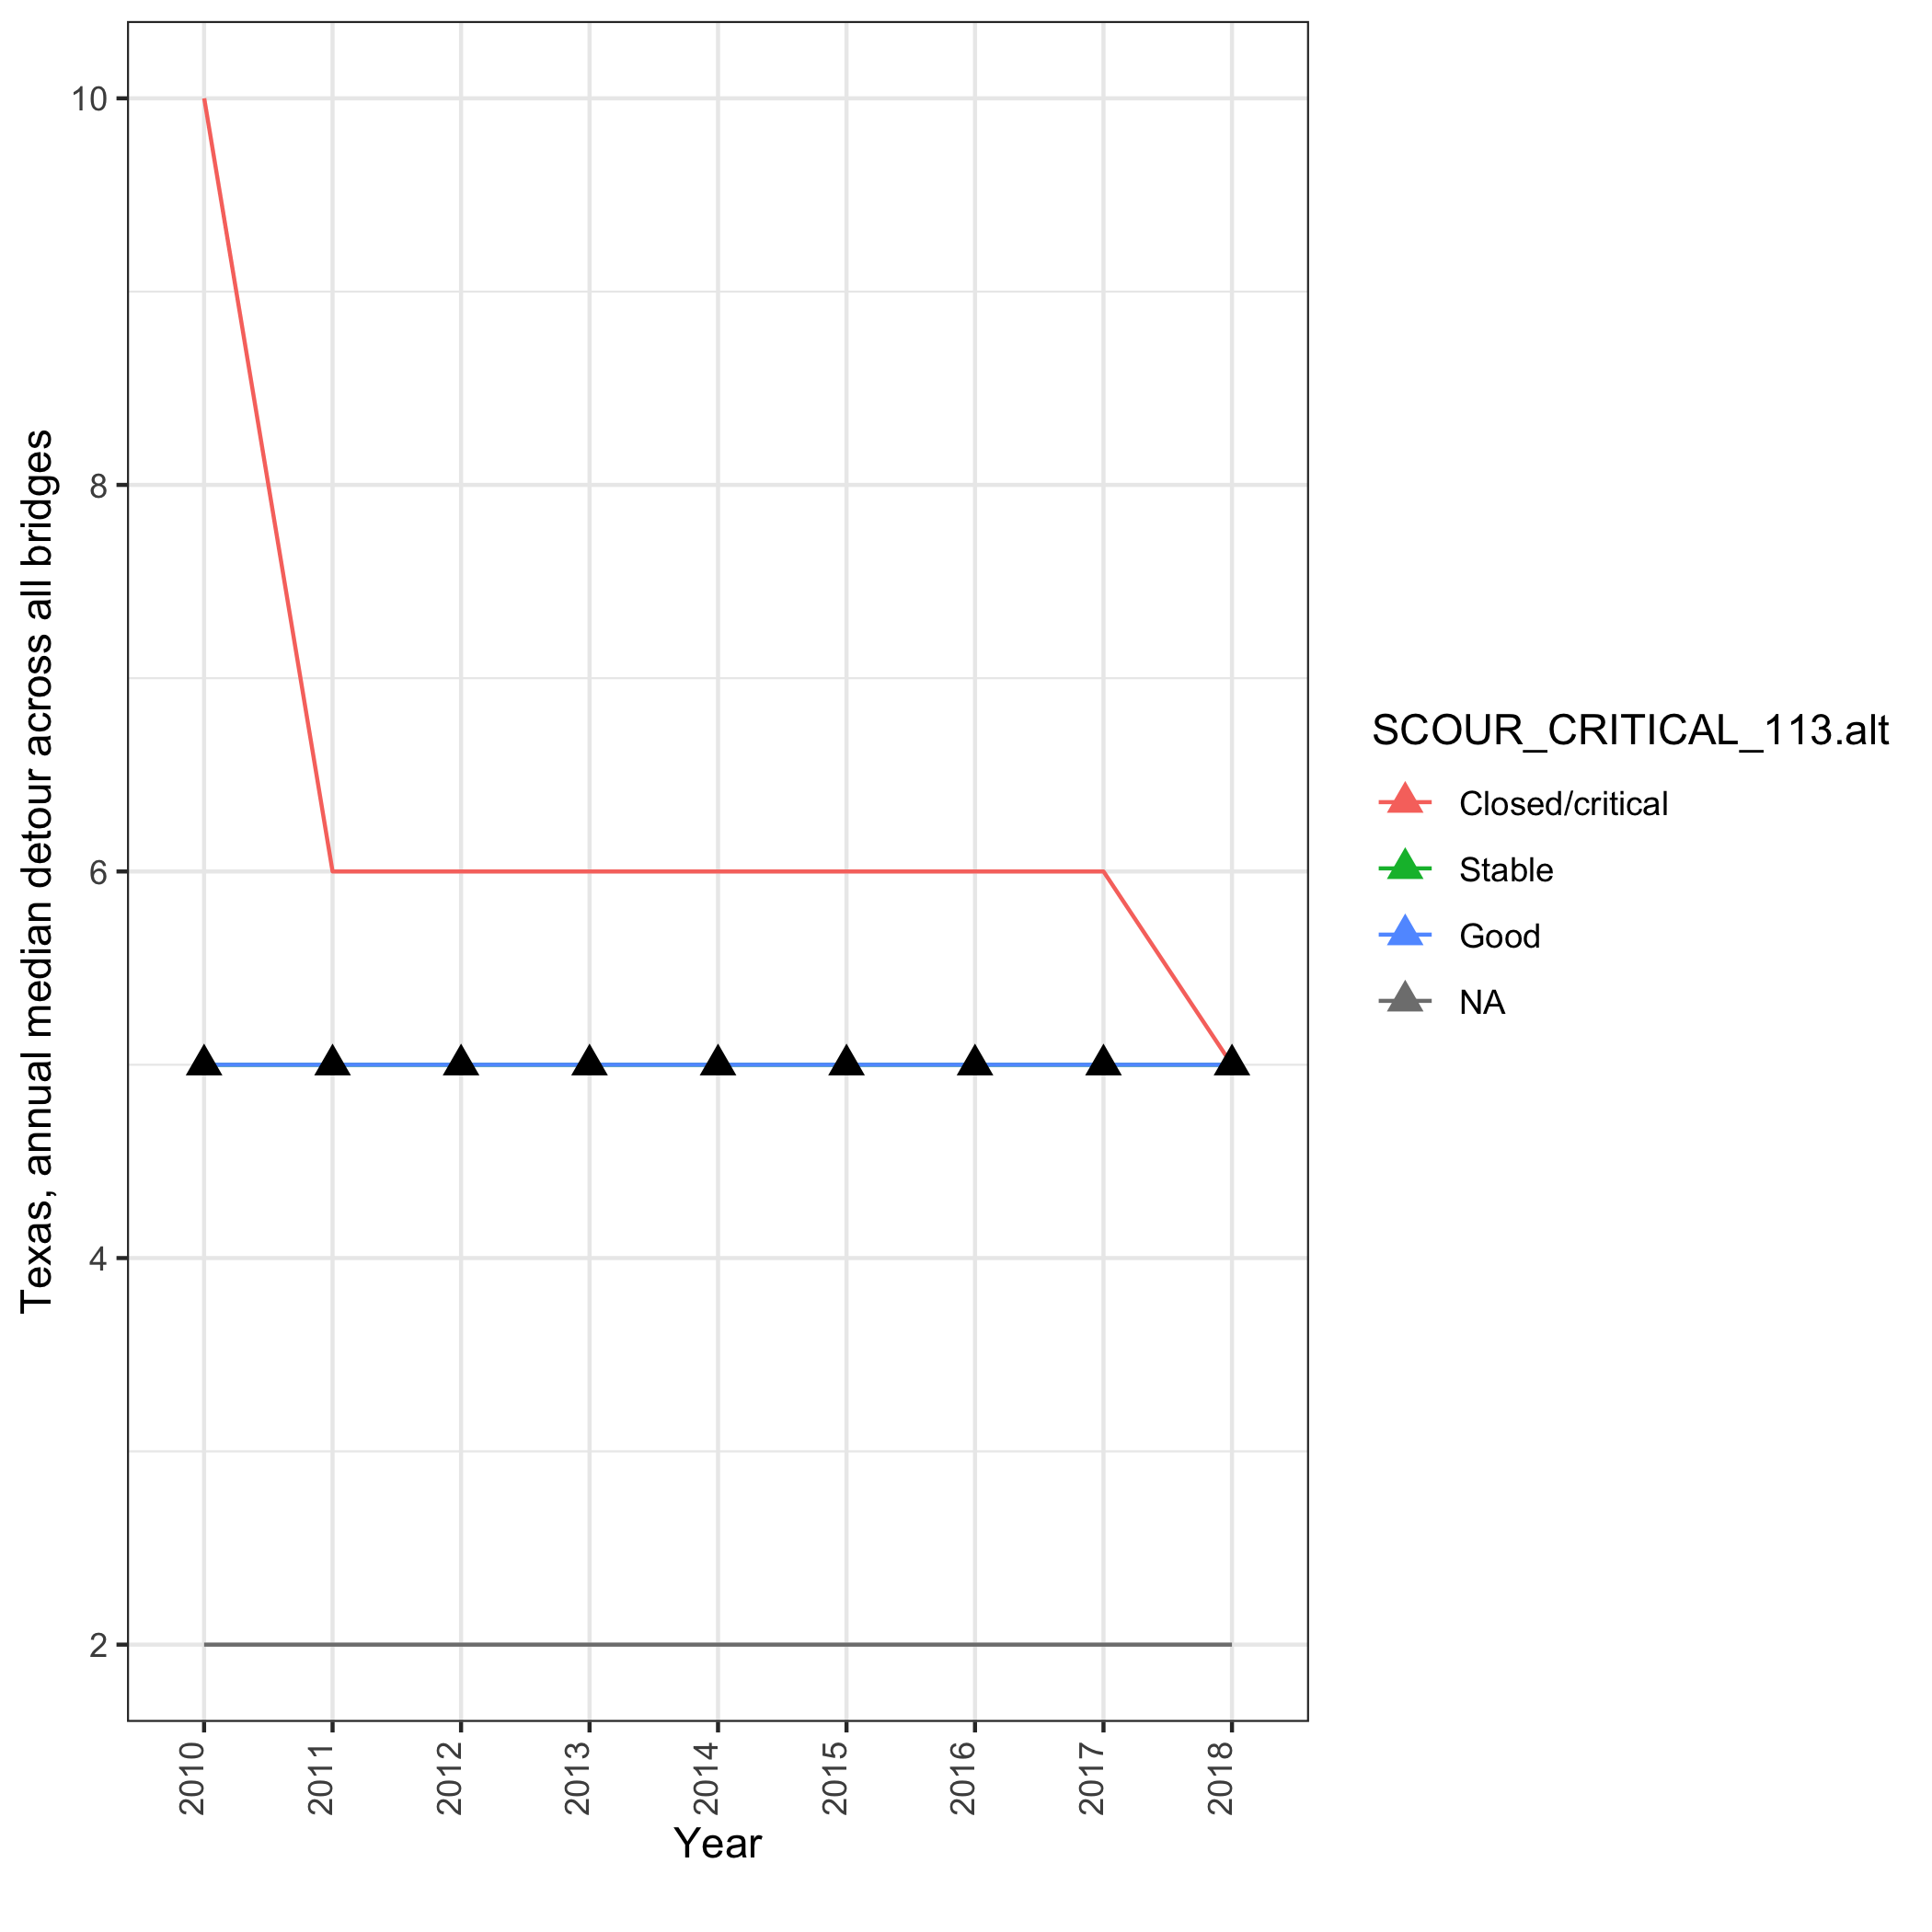 Texas, annual median detour across all bridges
10
8
6
4
2
2010
2011
2012
2013
2014
2015
2016
2017
2018
Year
SCOUR_CRITICAL_113.alt
Closed/critical
Stable
Good
NA